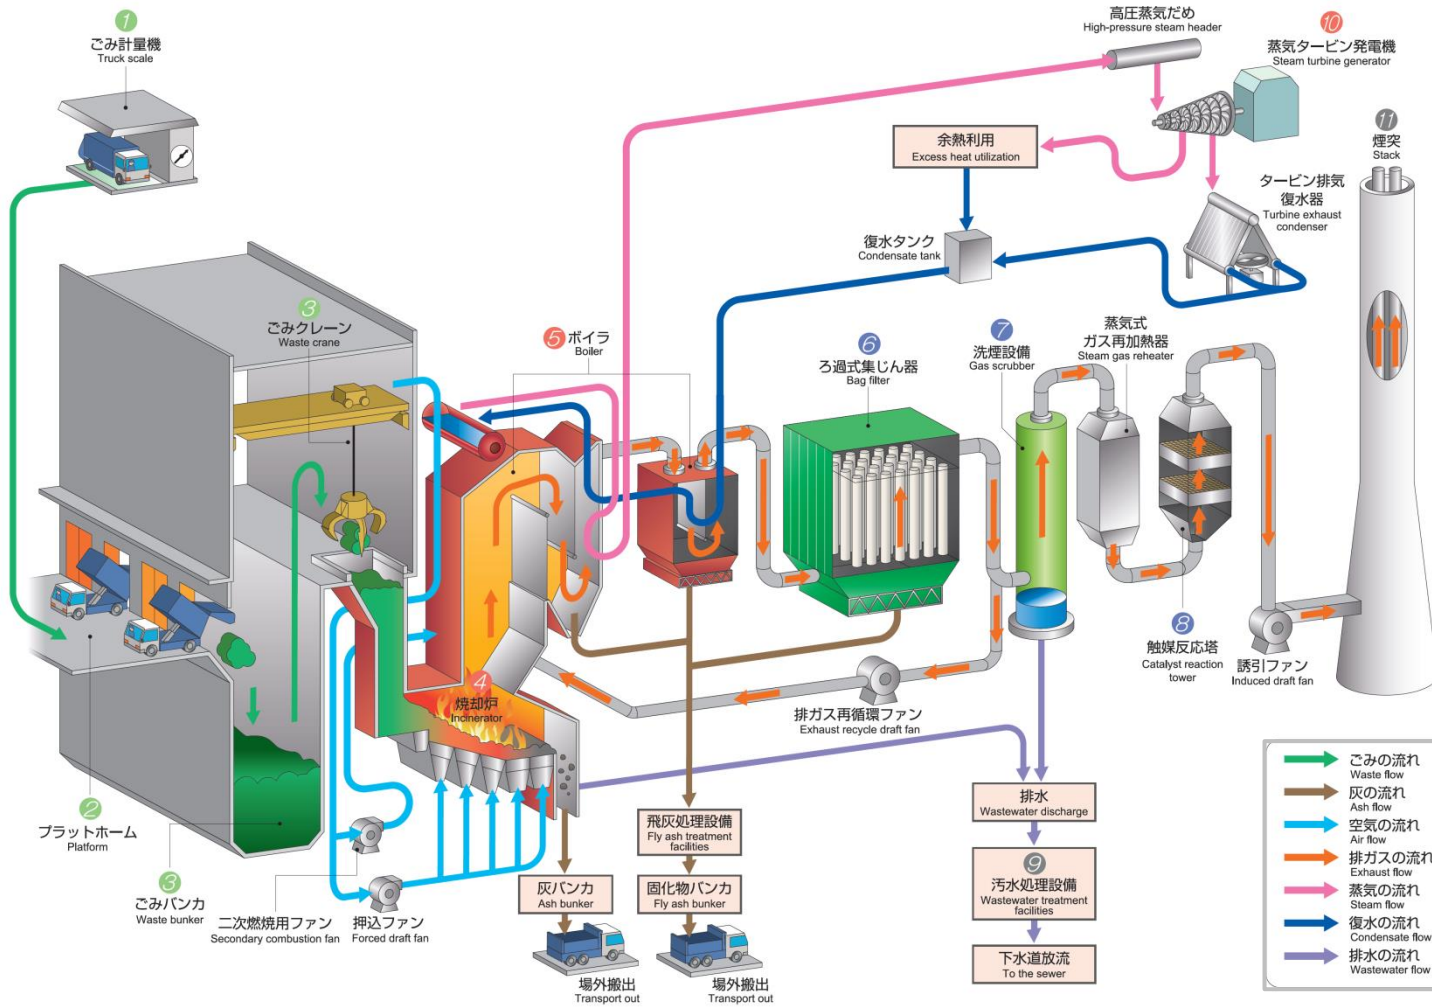 1
ごみ計量機
Truck scale
高圧蒸気だめ
High-pressure steam header
10
蒸気タービン発電機
Steam turbine generator
11
煙突
Stack
余熱利用
Excess heat utilization
タービン排気
復水器
Turbine exhaust
condenser
復水タンク
Condensate tank
3
ごみクレーン
Waste crane
5 ボイラ
Boiler
6
ろ過式集じん器
Bag filter
7
洗煙設備
Gas scrubber
蒸気式
ガス再加熱器
Steam gas reheater
4
焼却炉
Incinerator
8
触媒反応塔
Catalyst reaction
tower
誘引ファン
Induced draft fan
排ガス再循環ファン
Exhaust recycle draft fan
2
プラットホーム
Platform
3
ごみバンカ
Waste bunker
二次燃焼用ファン
Secondary combustion fan
押込ファン
Forced draft fan
灰バンカ
Ash bunker
場外搬出
Transport out
飛灰処理設備
Fly ash treatment
facilities
固化物バンカ
Fly ash bunker
場外搬出
Transport out
排水
Wastewater discharge
9
汚水処理設備
Wastewater treatment
facilities
下水道放流
To the sewer
ごみの流れ
Waste flow
灰の流れ
Ash flow
空気の流れ
Air flow
排ガスの流れ
Exhaust flow
蒸気の流れ
Steam flow
復水の流れ
Condensate flow
排水の流れ
Wastewater flow